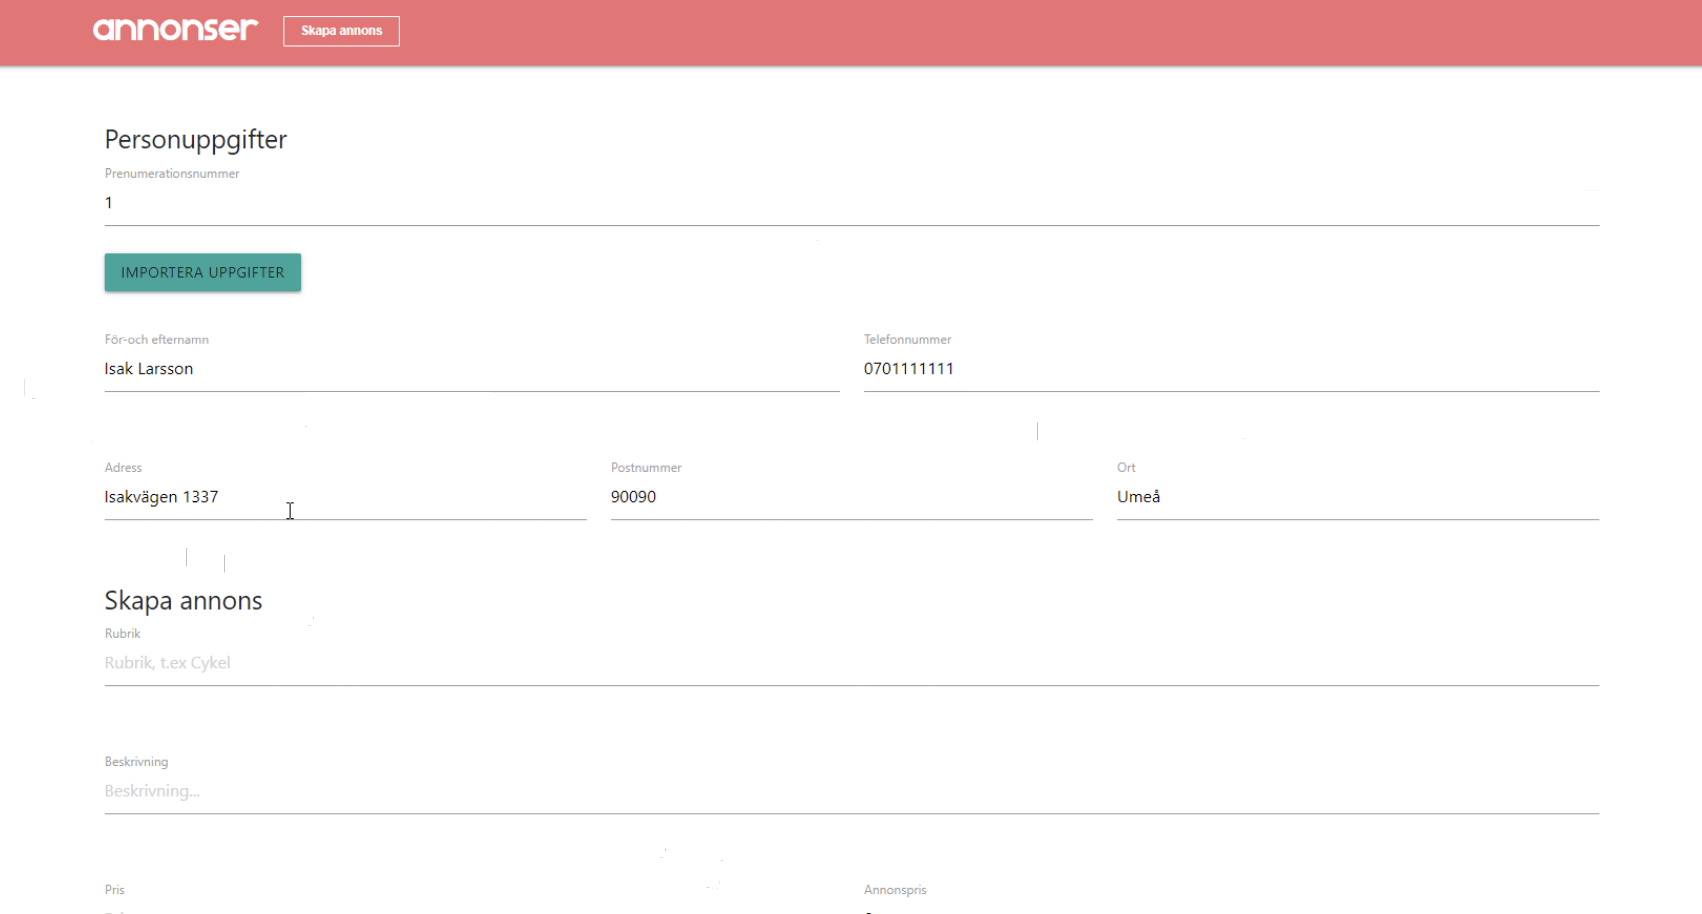 annonser Skapa annons
Personuppgifter
Prenumerationsnummer
1
IMPORTERA UPPGIFTER
För-och efternamn Telefonnummer
Isak Larsson 0701111111
Adress Postnummer Ort
Isakvägen 1337 90090 Umeå
Skapa annons
Rubrik
Rubrik, t.ex Cykel
Beskrivning
Beskrivning...
Pris Annonspris